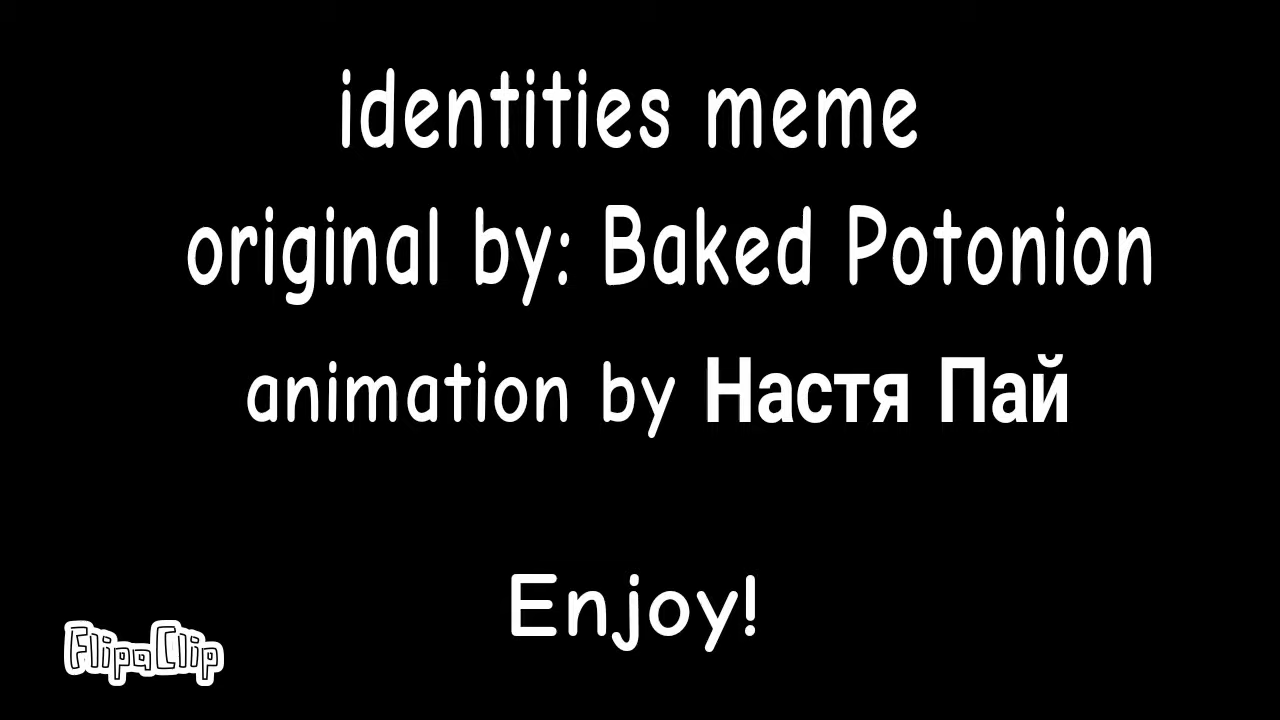 identities meme
original by: Baked Potonion
animation by Настя Пай
Enjoy!
FlipaClip